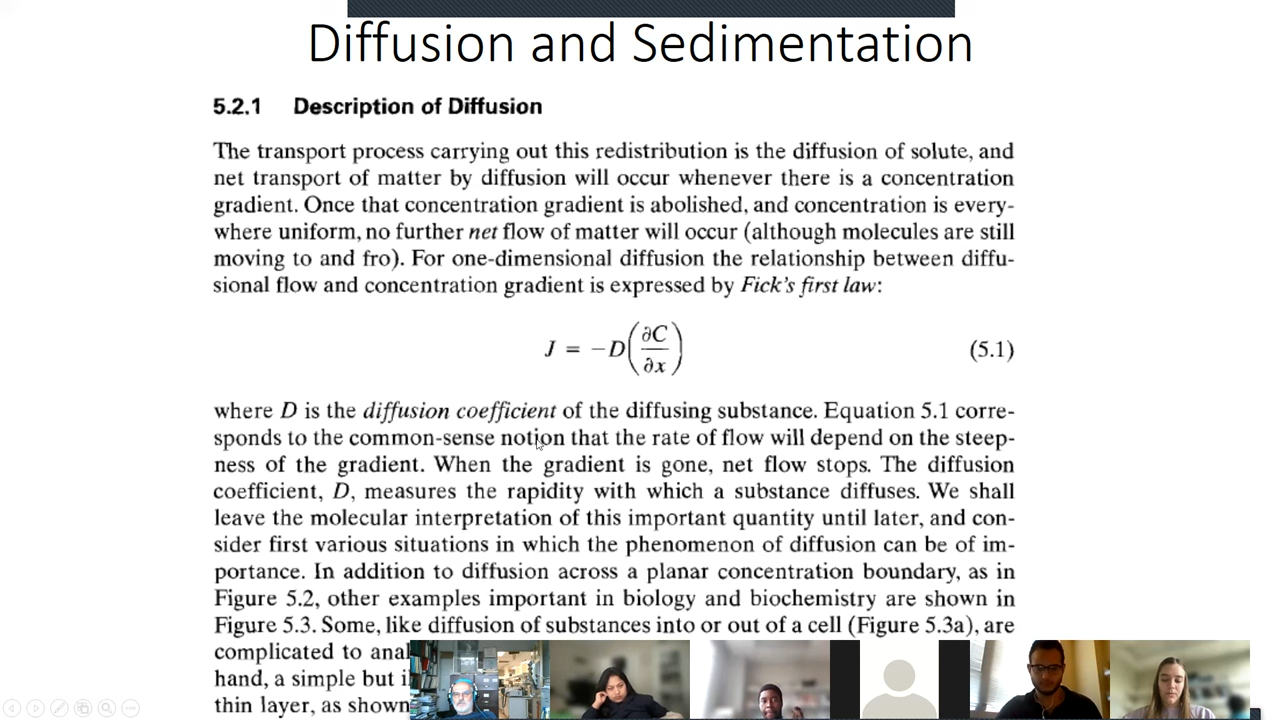 Diffusion and Sedimentation
5.2.1 Description of Diffusion
The transport process carrying out this redistribution is the diffusion of solute, and
net transport of matter by diffusion will occur whenever there is a concentration
gradient. Once that concentration gradient is abolished, and concentration is every-
where uniform, no further net flow of matter will occur (although molecules are still
moving to and fro). For one-dimensional diffusion the relationship between diffu-
sional flow and concentration gradient is expressed by Fick's first law:
J = −D(∂C/∂x) (5.1)
where D is the diffusion coefficient of the diffusing substance. Equation 5.1 corre-
sponds to the common-sense notion that the rate of flow will depend on the steep-
ness of the gradient. When the gradient is gone, net flow stops. The diffusion
coefficient, D, measures the rapidity with which a substance diffuses. We shall
leave the molecular interpretation of this important quantity until later, and con-
sider first various situations in which the phenomenon of diffusion can be of im-
portance. In addition to diffusion across a planar concentration boundary, as in
Figure 5.2, other examples important in biology and biochemistry are shown in
Figure 5.3. Some, like diffusion of substances into or out of a cell (Figure 5.3a), are
complicated to anal
hand, a simple but i
thin layer, as shown